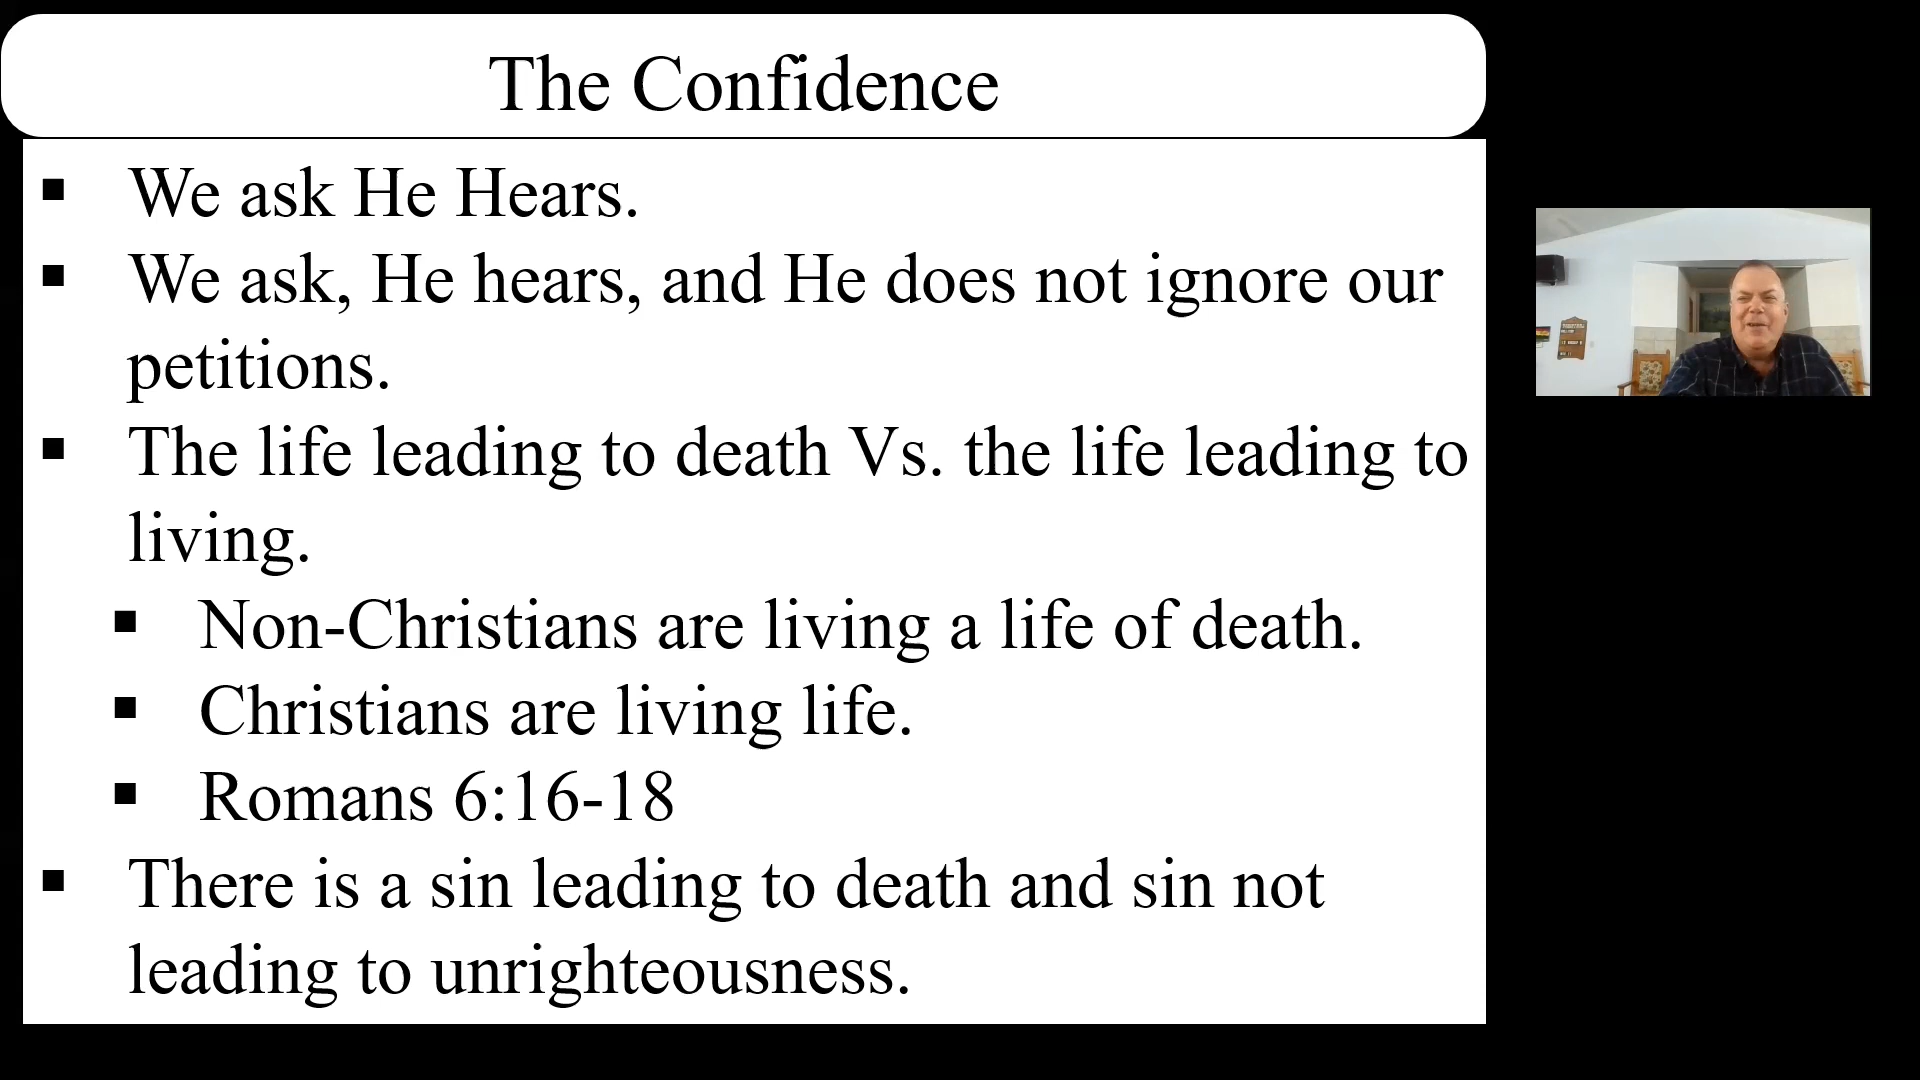 The Confidence
▪ We ask He Hears.
▪ We ask, He hears, and He does not ignore our
petitions.
▪ The life leading to death Vs. the life leading to
living.
▪ Non-Christians are living a life of death.
▪ Christians are living life.
▪ Romans 6:16-18
▪ There is a sin leading to death and sin not
leading to unrighteousness.